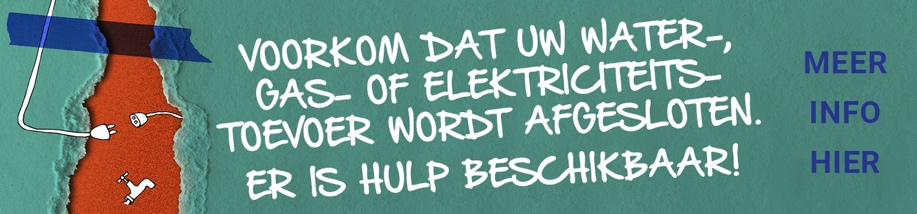 VOORKOM DAT UW WATER-,
GAS- OF ELEKTRICITEITS-
TOEVOER WORDT AFGESLOTEN.
ER IS HULP BESCHIKBAAR!
MEER
INFO
HIER